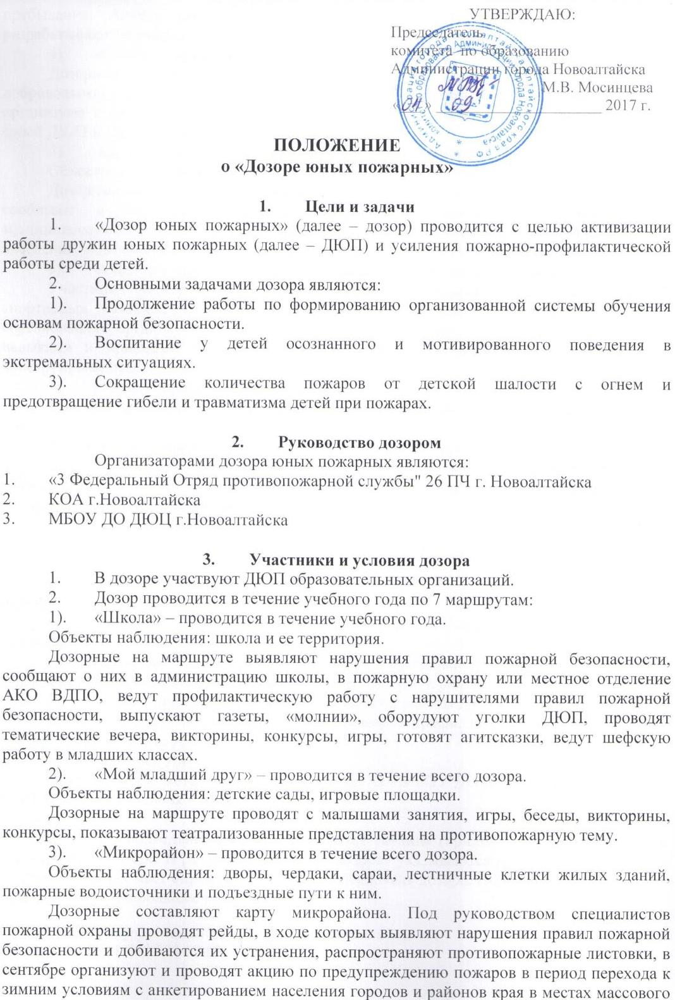 УТВЕРЖДАЮ:
Председатель
комитета по образованию
Администрации города Новоалтайска
М.В. Мосинцева
«04» 09 2017 г.
ПОЛОЖЕНИЕ
о «Дозоре юных пожарных»
1. Цели и задачи
1. «Дозор юных пожарных» (далее – дозор) проводится с целью активизации
работы дружин юных пожарных (далее – ДЮП) и усиления пожарно-профилактической
работы среди детей.
2. Основными задачами дозора являются:
1). Продолжение работы по формированию организованной системы обучения
основам пожарной безопасности.
2). Воспитание у детей осознанного и мотивированного поведения в
экстремальных ситуациях.
3). Сокращение количества пожаров от детской шалости с огнем и
предотвращение гибели и травматизма детей при пожарах.
2. Руководство дозором
Организаторами дозора юных пожарных являются:
1. «3 Федеральный Отряд противопожарной службы" 26 ПЧ г. Новоалтайска
2. КОА г.Новоалтайска
3. МБОУ ДО ДЮЦ г.Новоалтайска
3. Участники и условия дозора
1. В дозоре участвуют ДЮП образовательных организаций.
2. Дозор проводится в течение учебного года по 7 маршрутам:
1). «Школа» – проводится в течение учебного года.
Объекты наблюдения: школа и ее территория.
Дозорные на маршруте выявляют нарушения правил пожарной безопасности,
сообщают о них в администрацию школы, в пожарную охрану или местное отделение
АКО ВДПО, ведут профилактическую работу с нарушителями правил пожарной
безопасности, выпускают газеты, «молнии», оборудуют уголки ДЮП, проводят
тематические вечера, викторины, конкурсы, игры, готовят агитсказки, ведут шефскую
работу в младших классах.
2). «Мой младший друг» – проводится в течение всего дозора.
Объекты наблюдения: детские сады, игровые площадки.
Дозорные на маршруте проводят с малышами занятия, игры, беседы, викторины,
конкурсы, показывают театрализованные представления на противопожарную тему.
3). «Микрорайон» – проводится в течение всего дозора.
Объекты наблюдения: дворы, чердаки, сараи, лестничные клетки жилых зданий,
пожарные водоисточники и подъездные пути к ним.
Дозорные составляют карту микрорайона. Под руководством специалистов
пожарной охраны проводят рейды, в ходе которых выявляют нарушения правил пожарной
безопасности и добиваются их устранения, распространяют противопожарные листовки, в
сентябре организуют и проводят акцию по предупреждению пожаров в период перехода к
зимним условиям с анкетированием населения городов и районов края в местах массового